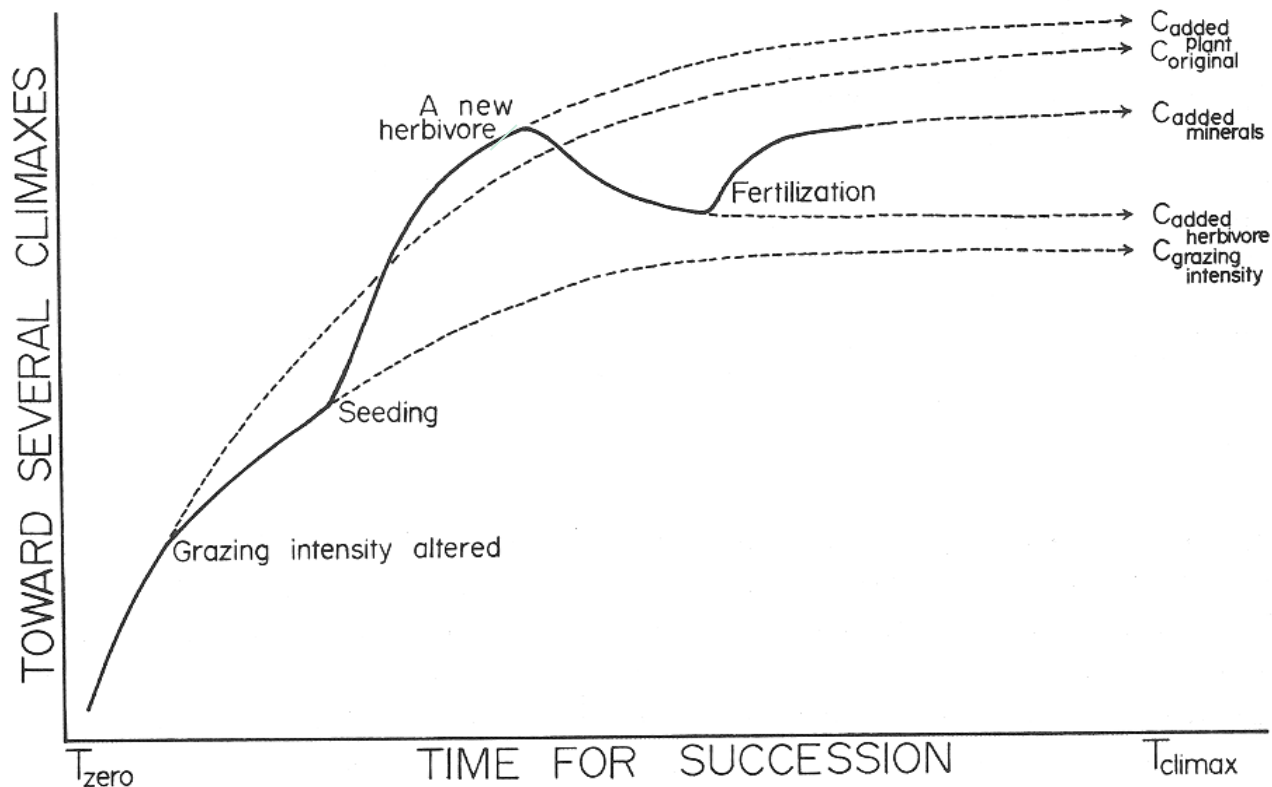 TOWARD SEVERAL CLIMAXES
A new
herbivore
Fertilization
Seeding
Grazing intensity altered
C added
plant
C original
C added
minerals
C added
herbivore
C grazing
intensity
T zero
TIME FOR SUCCESSION
T climax